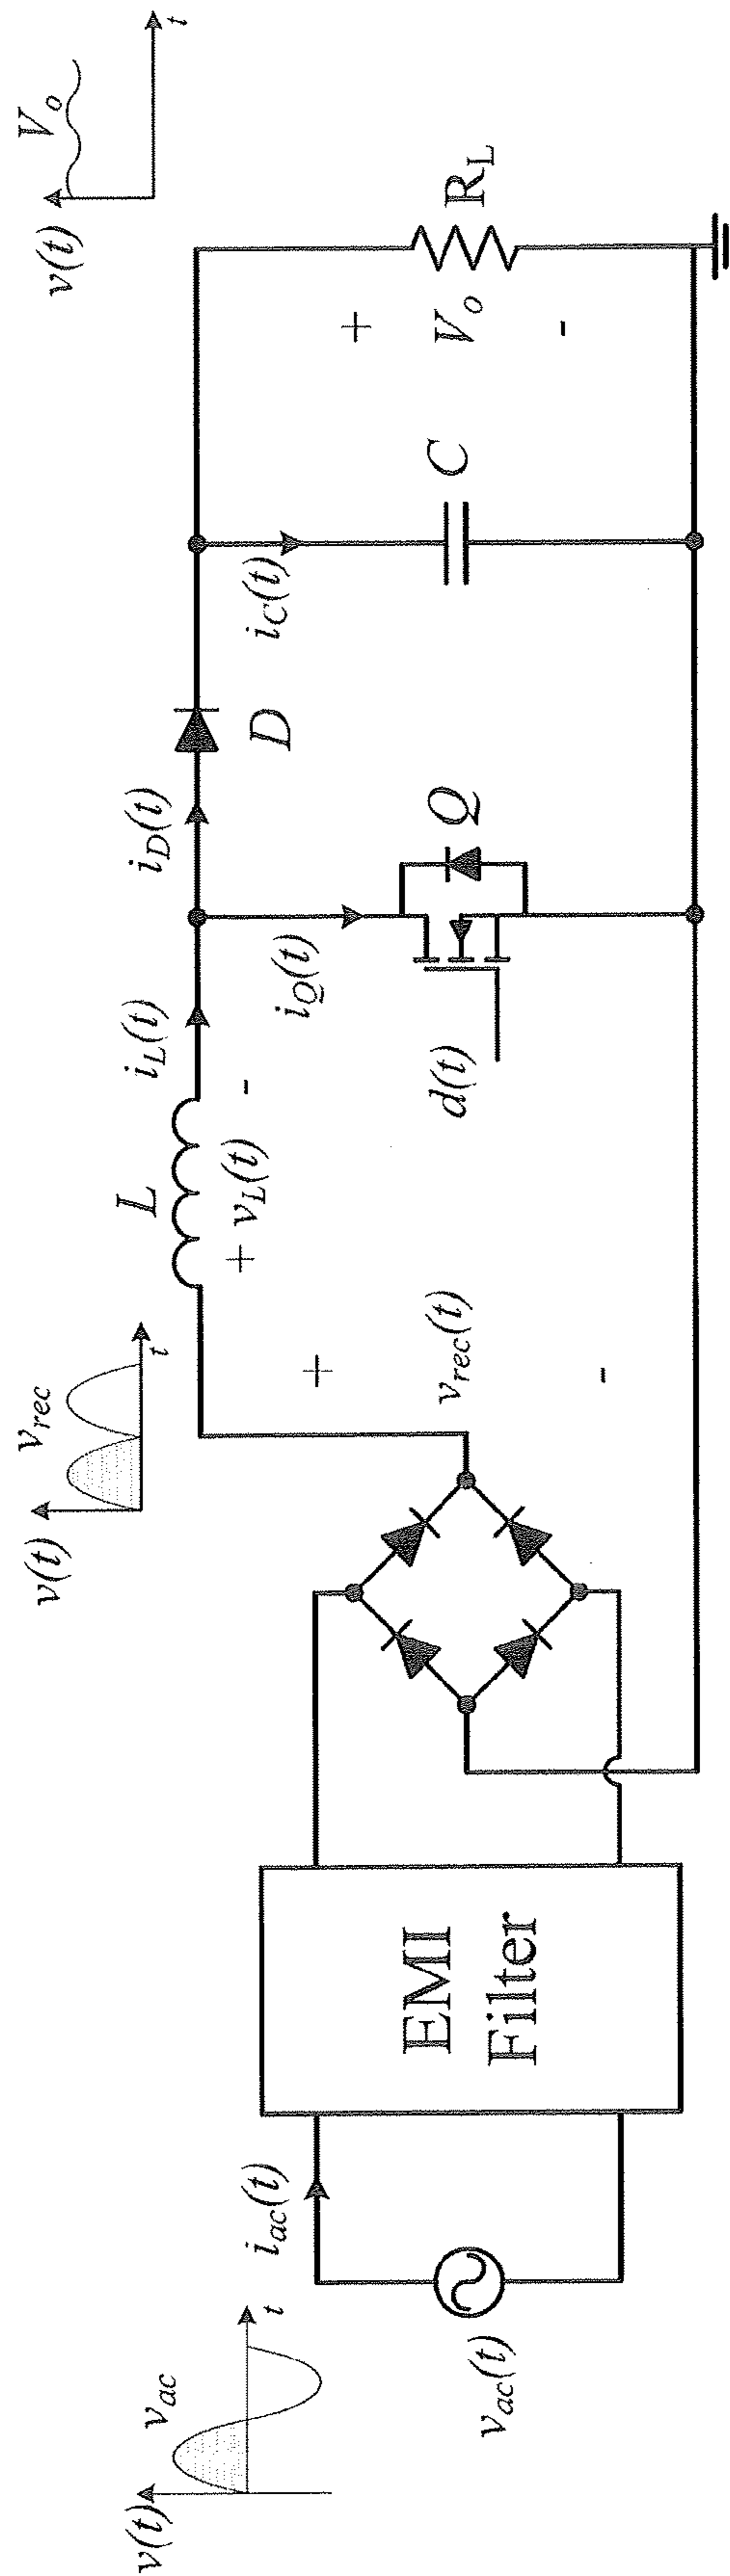 v(t)
v_ac
t
v_ac(t)
i_ac(t)
EMI
Filter
v(t)
v_rec
t
+
v_rec(t)
-
L
+ v_L(t) -
i_L(t)
i_Q(t)
d(t)
Q
i_D(t)
D
i_C(t)
C
+
V_o
-
R_L
v(t)
V_o
t